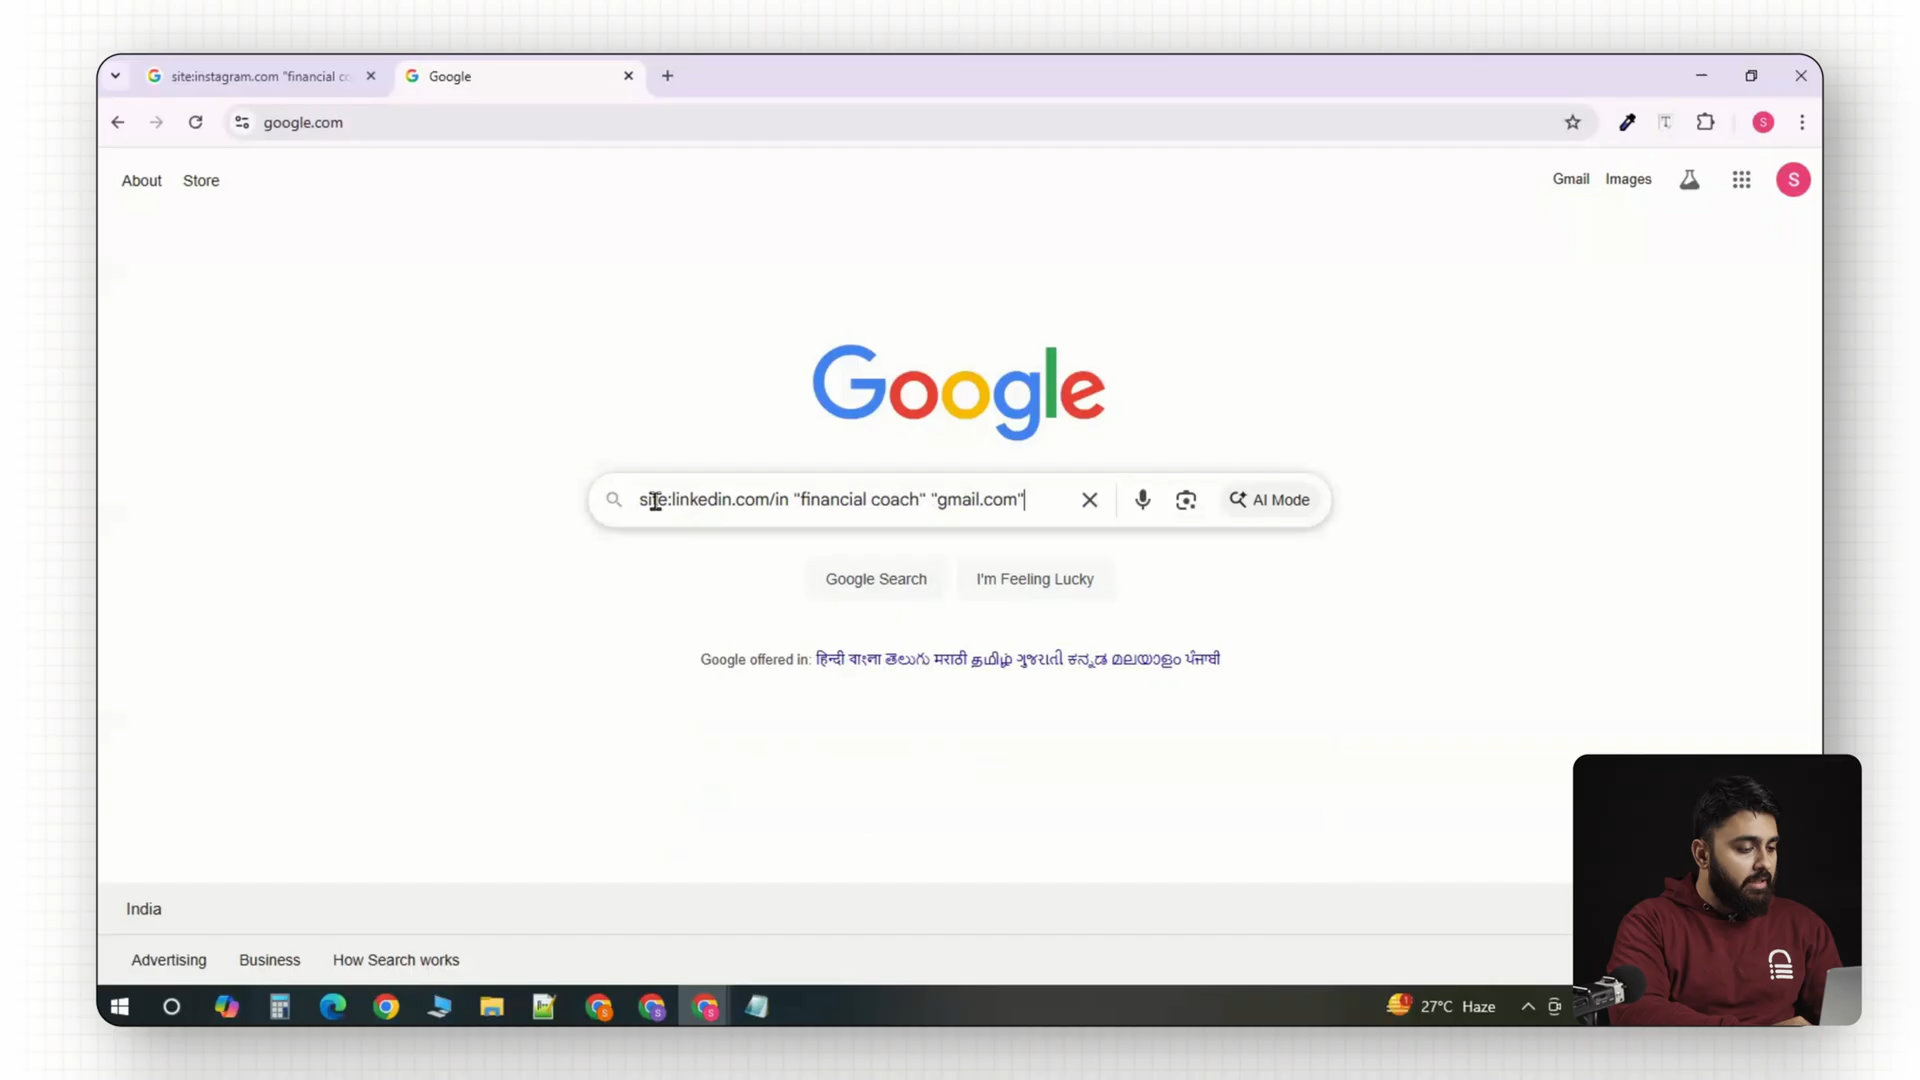 site:instagram.com "financial co
Google
google.com
S
About Store
Gmail Images
S
Google
site:linkedin.com/in "financial coach" "gmail.com"
AI Mode
Google Search I'm Feeling Lucky
Google offered in: हिन्दी বাংলা తెలుగు मराठी தமிழ் ગુજરાતી ಕನ್ನಡ മലയാളം ਪੰਜਾਬੀ
India
Advertising Business How Search works
27°C Haze